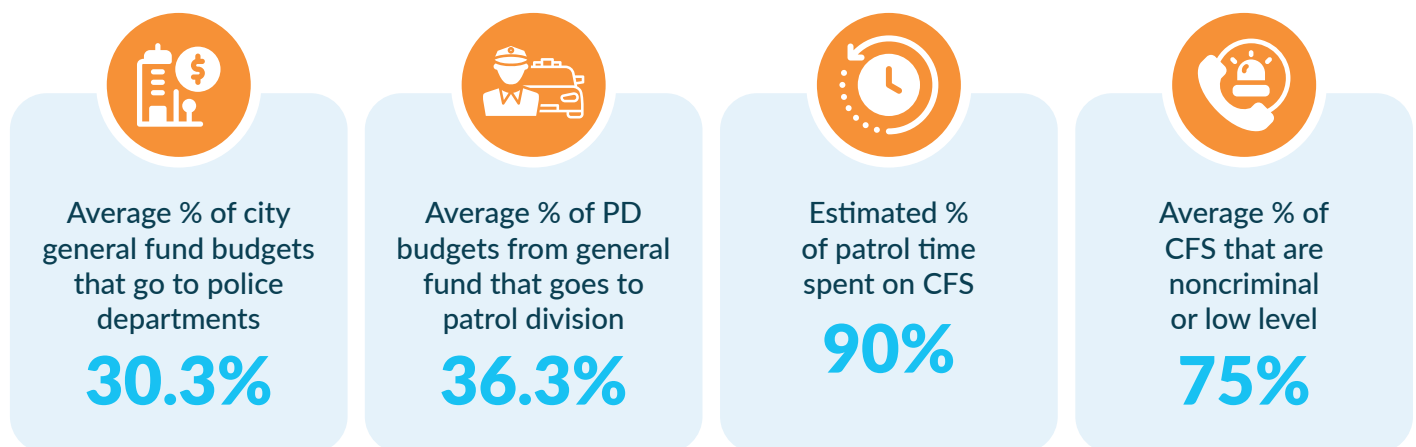 Average % of city
general fund budgets
that go to police
departments
30.3%
Average % of PD
budgets from general
fund that goes to
patrol division
36.3%
Estimated %
of patrol time
spent on CFS
90%
Average % of
CFS that are
noncriminal
or low level
75%